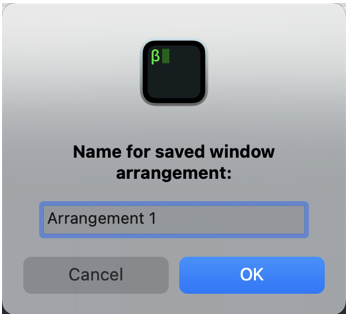 β
Name for saved window
arrangement:
Arrangement 1
Cancel
OK